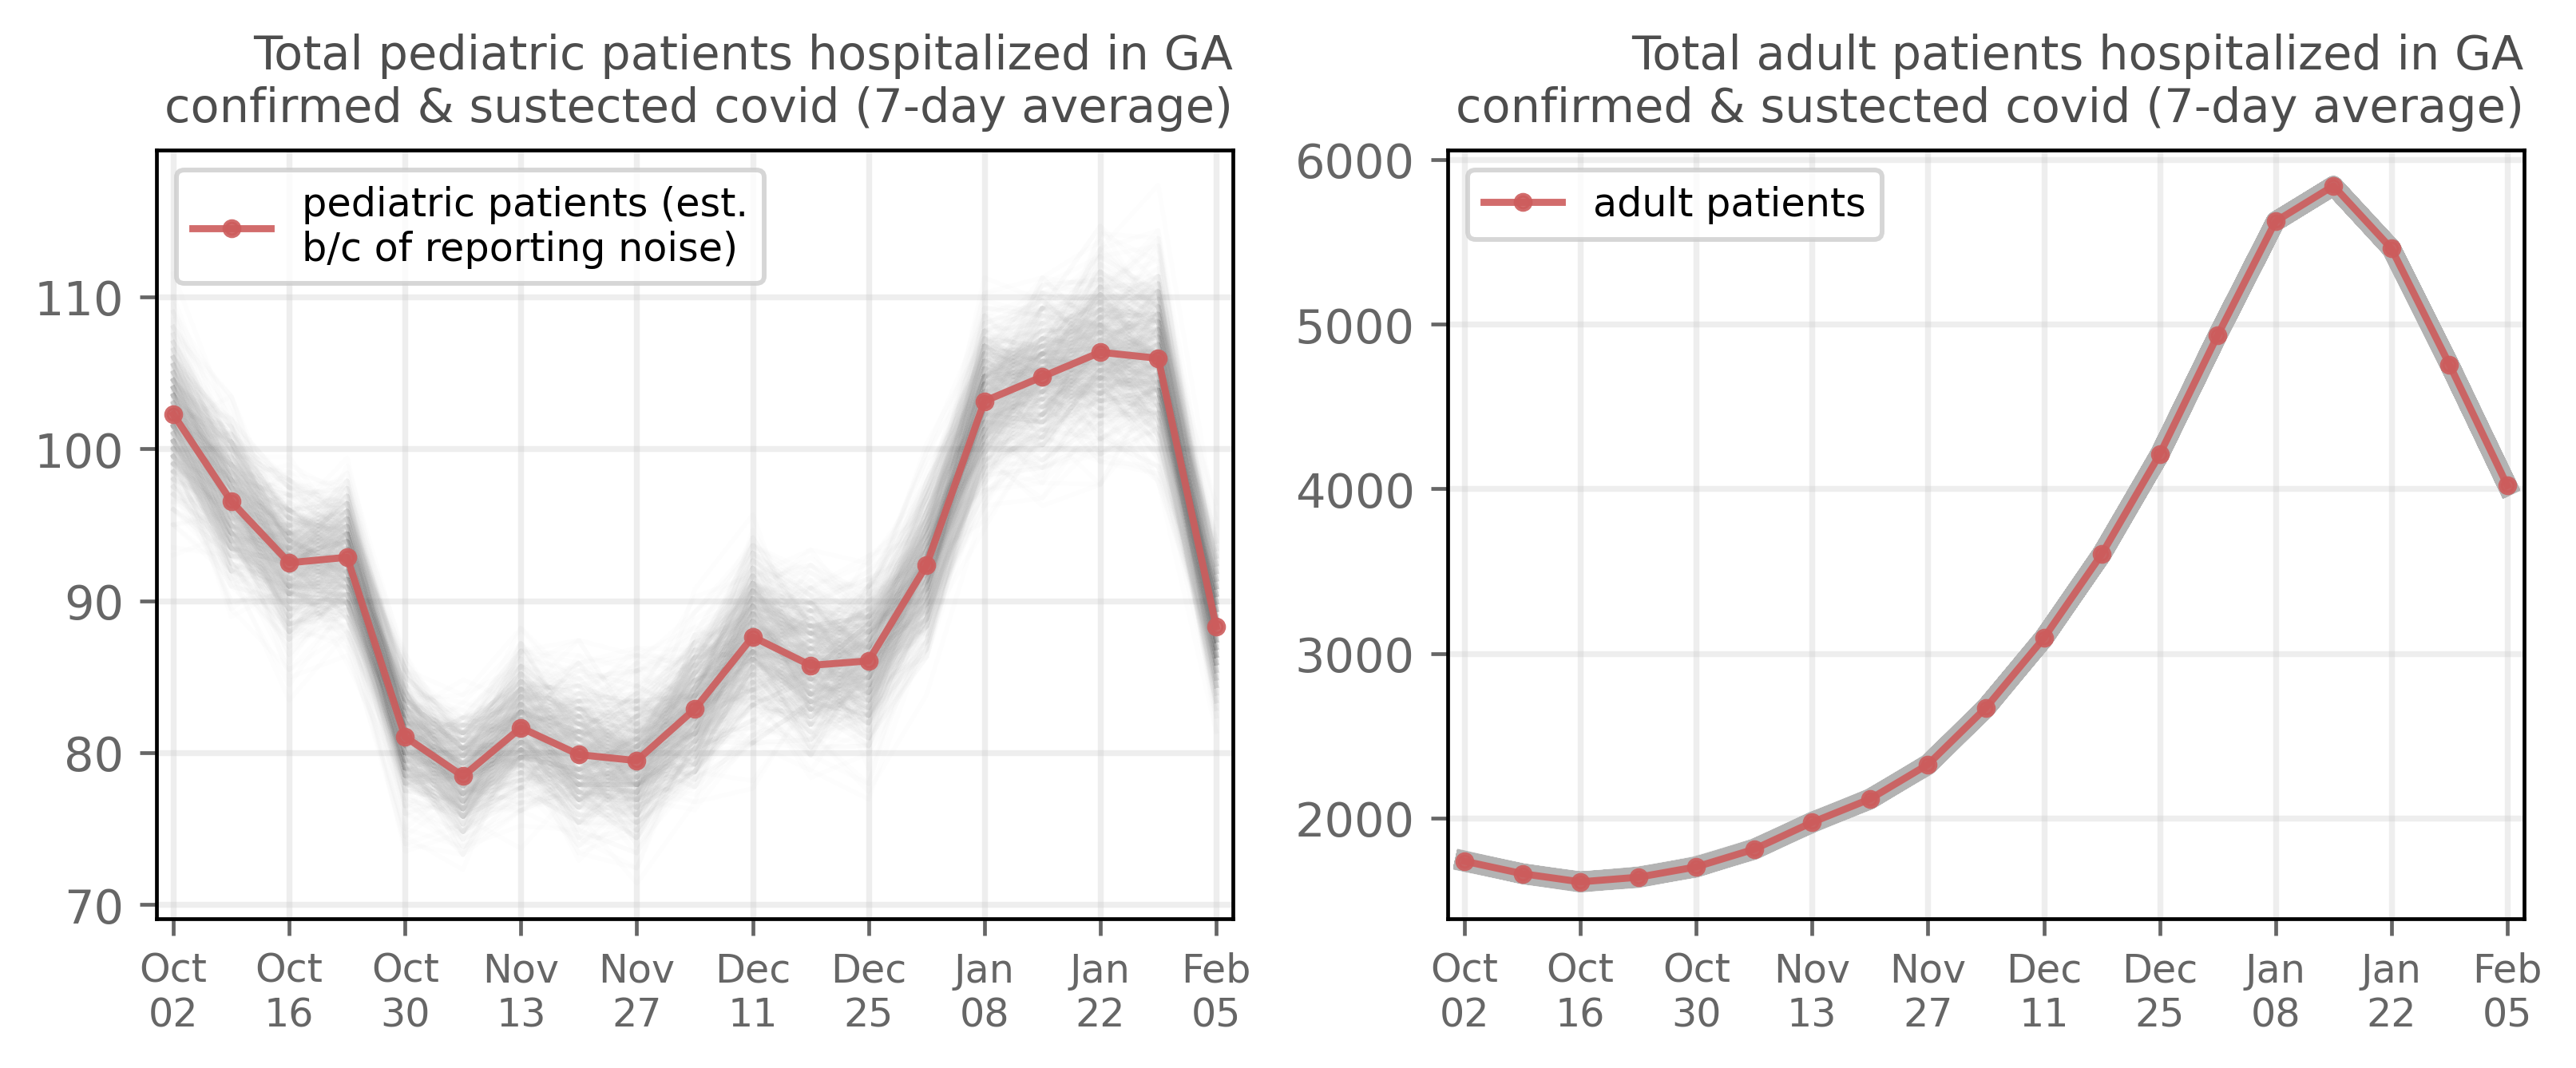 Total pediatric patients hospitalized in GA
confirmed & sustected covid (7-day average)
pediatric patients (est.
b/c of reporting noise)
110
100
90
80
70
Oct Oct Oct Nov Nov Dec Dec Jan Jan Feb
02 16 30 13 27 11 25 08 22 05
Total adult patients hospitalized in GA
confirmed & sustected covid (7-day average)
adult patients
6000
5000
4000
3000
2000
Oct Oct Oct Nov Nov Dec Dec Jan Jan Feb
02 16 30 13 27 11 25 08 22 05